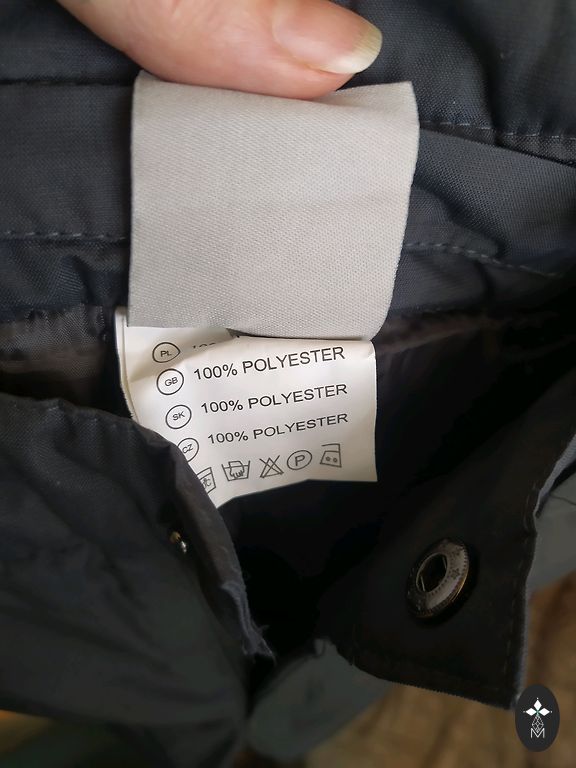 PL
GB 100% POLYESTER
SK 100% POLYESTER
CZ 100% POLYESTER
P